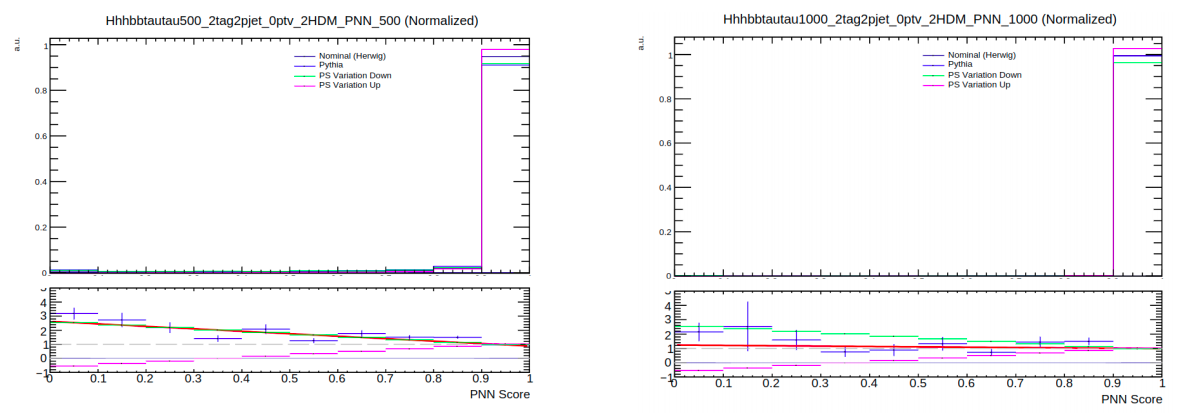 Hhhbbtautau500_2tag2pjet_0ptv_2HDM_PNN_500 (Normalized)
a.u.
1
0.8
0.6
0.4
0.2
0
Nominal (Herwig)
Pythia
PS Variation Down
PS Variation Up
4
3
2
1
0
−1
0 0.1 0.2 0.3 0.4 0.5 0.6 0.7 0.8 0.9 1
PNN Score
Hhhbbtautau1000_2tag2pjet_0ptv_2HDM_PNN_1000 (Normalized)
a.u.
1
0.8
0.6
0.4
0.2
0
Nominal (Herwig)
Pythia
PS Variation Down
PS Variation Up
4
3
2
1
0
−1
0 0.1 0.2 0.3 0.4 0.5 0.6 0.7 0.8 0.9 1
PNN Score